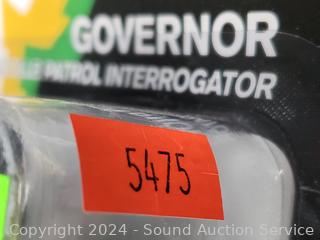 GOVERNOR
PATROL INTERROGATOR
5475
Copyright 2024 - Sound Auction Service